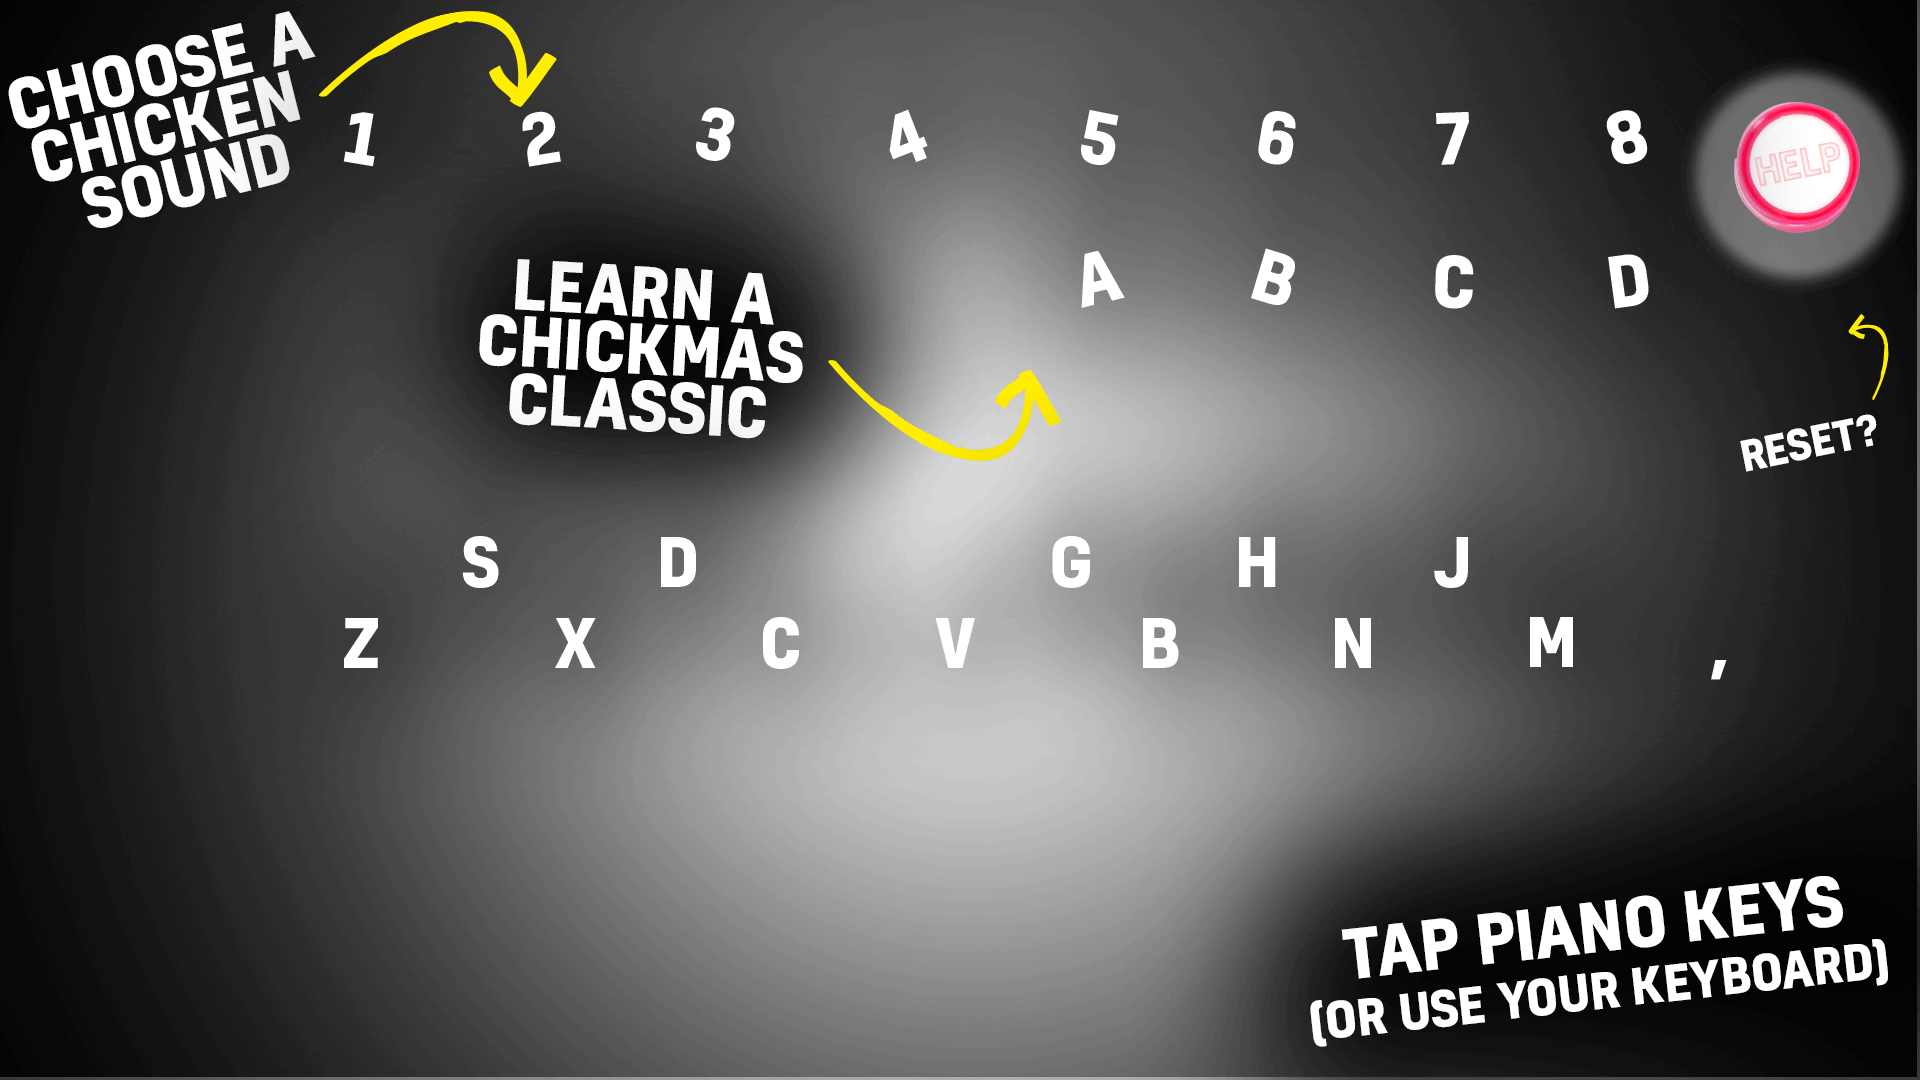 CHOOSE A
CHICKEN
SOUND
1 2 3 4 5 6 7 8
HELP
LEARN A
CHICKMAS
CLASSIC
A B C D
RESET?
S D G H J
Z X C V B N M ,
TAP PIANO KEYS
(OR USE YOUR KEYBOARD)